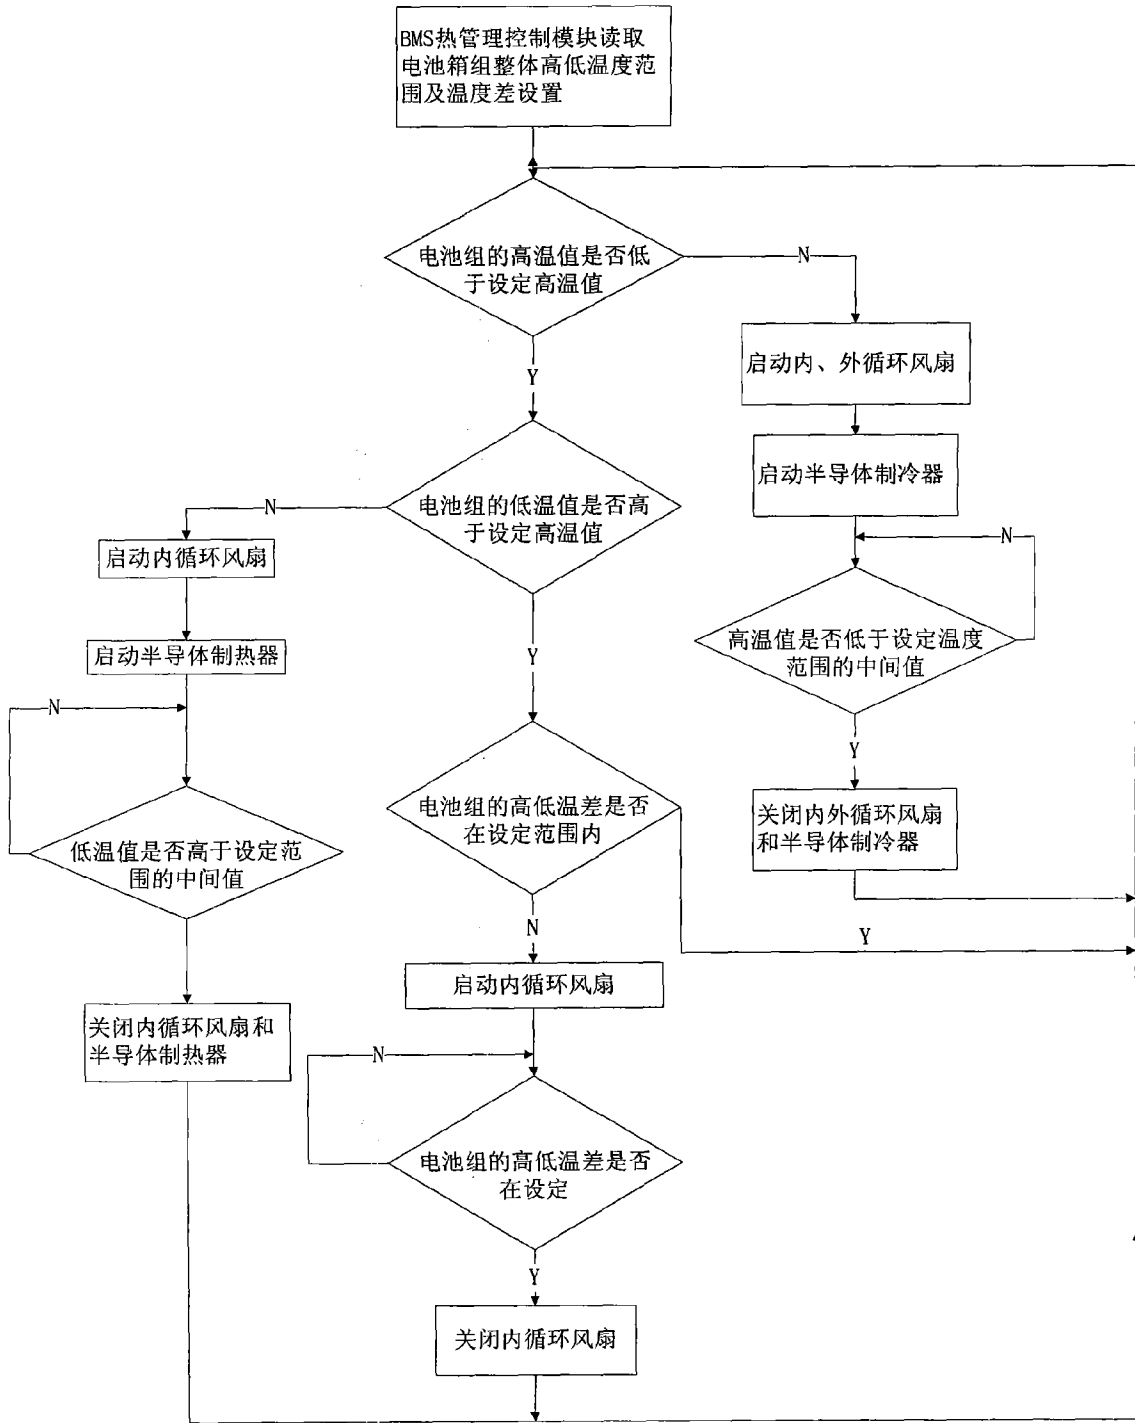 BMS热管理控制模块读取
电池箱组整体高低温度范
围及温度差设置
电池组的高温值是否低
于设定高温值
N
Y
启动内、外循环风扇
启动半导体制冷器
电池组的低温值是否高
于设定高温值
N
N
启动内循环风扇
启动半导体制热器
Y
高温值是否低于设定温度
范围的中间值
N
Y
电池组的高低温差是否
在设定范围内
关闭内外循环风扇
和半导体制冷器
低温值是否高于设定范
围的中间值
N
Y
启动内循环风扇
关闭内循环风扇和
半导体制热器
N
电池组的高低温差是否
在设定
Y
关闭内循环风扇